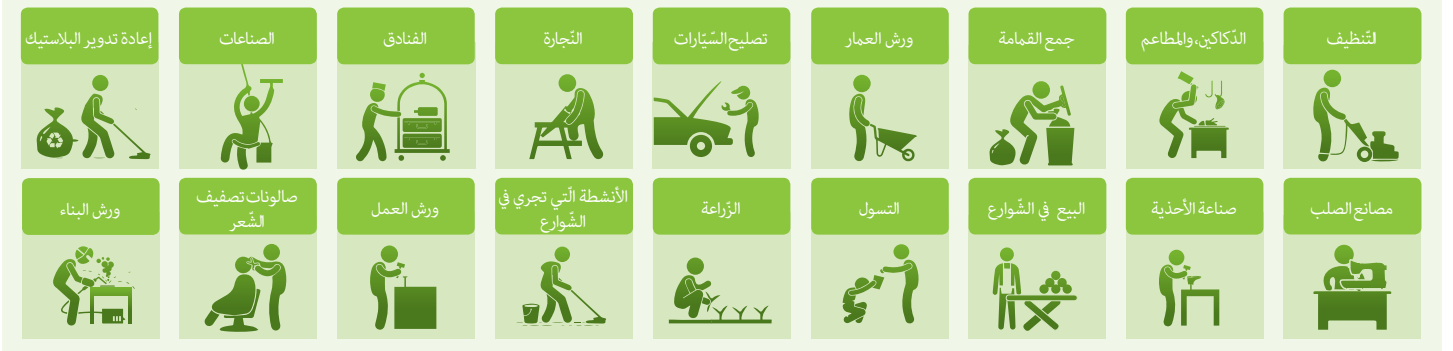 التّنظيف
الدّكاكين، والمطاعم
جمع القمامة
ورش العمار
تصليح السّيّارات
النّجارة
الفنادق
الصناعات
إعادة تدوير البلاستيك
مصانع الصلب
صناعة الأحذية
البيع في الشّوارع
التسول
الزّراعة
الأنشطة الّتي تجري في
الشّوارع
ورش العمل
صالونات تصفيف
الشّعر
ورش البناء